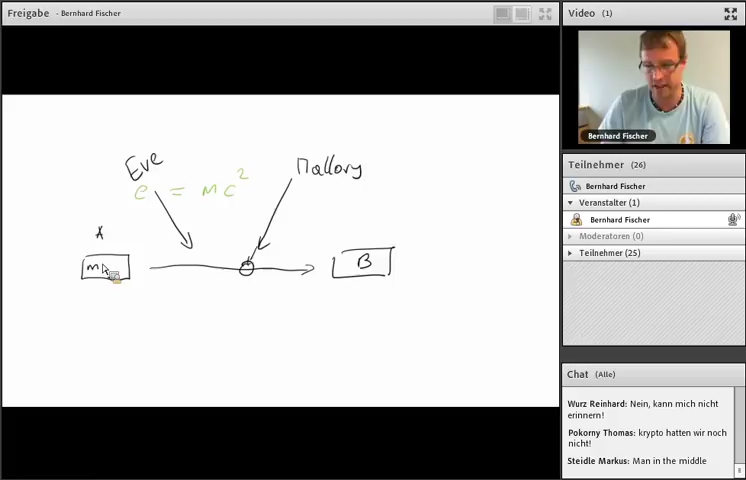 Freigabe - Bernhard Fischer
Eve
Mallory
e = mc²
A
m
B
Video (1)
Bernhard Fischer
Teilnehmer (26)
Bernhard Fischer
Veranstalter (1)
Bernhard Fischer
Moderatoren (0)
Teilnehmer (25)
Chat (Alle)
Wurz Reinhard: Nein, kann mich nicht
erinnern!
Pokorny Thomas: krypto hatten wir noch
nicht!
Steidle Markus: Man in the middle